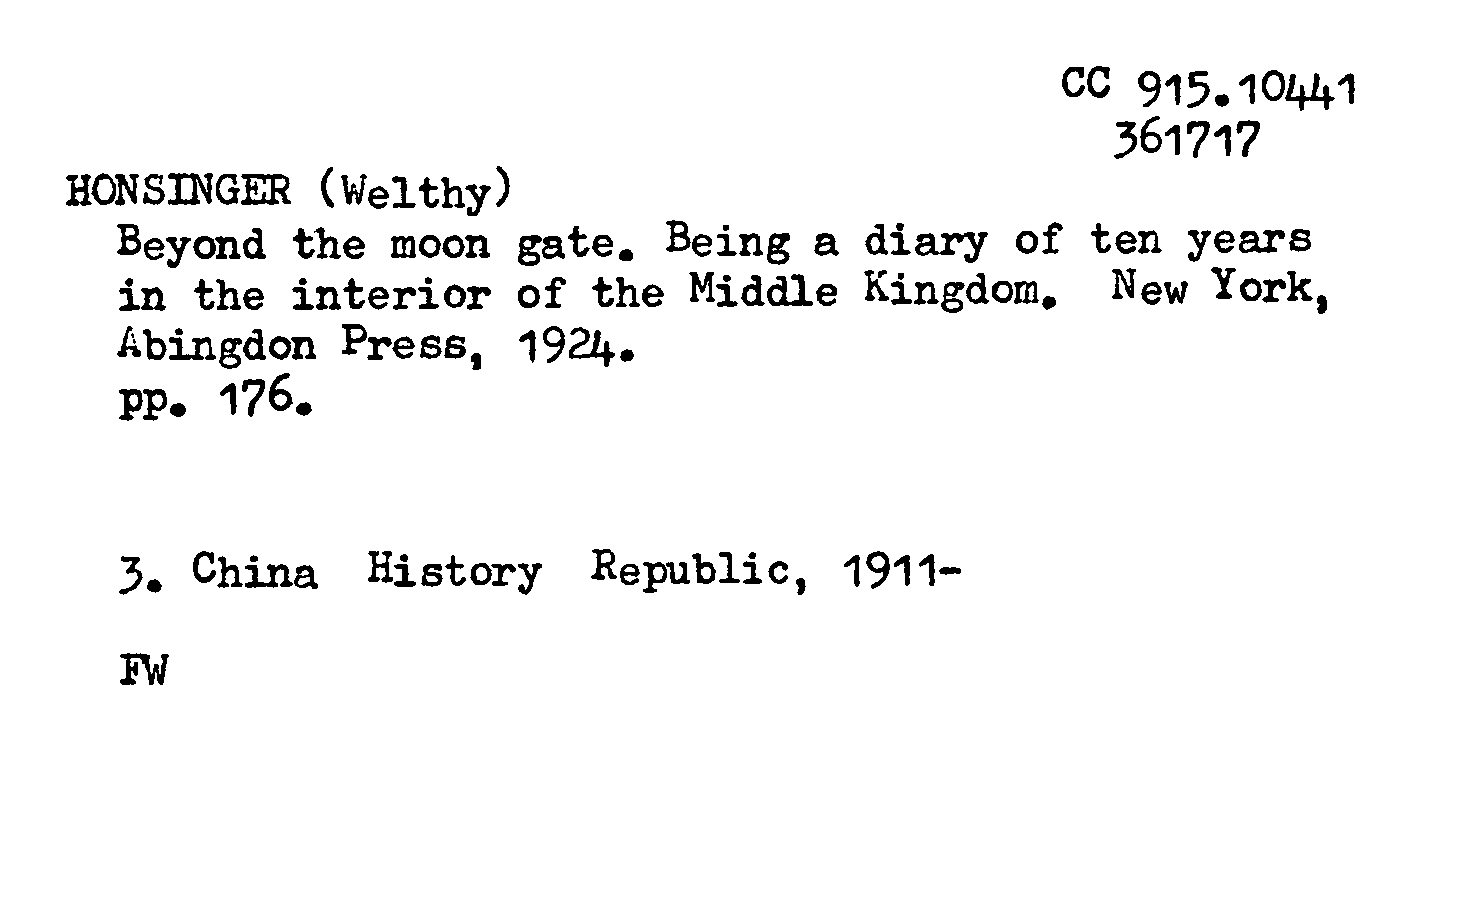 CC 915.10441
361717
HONSINGER (Welthy)
Beyond the moon gate. Being a diary of ten years
in the interior of the Middle Kingdom. New York,
Abingdon Press, 1924.
pp. 176.
3. China History Republic, 1911-
FW